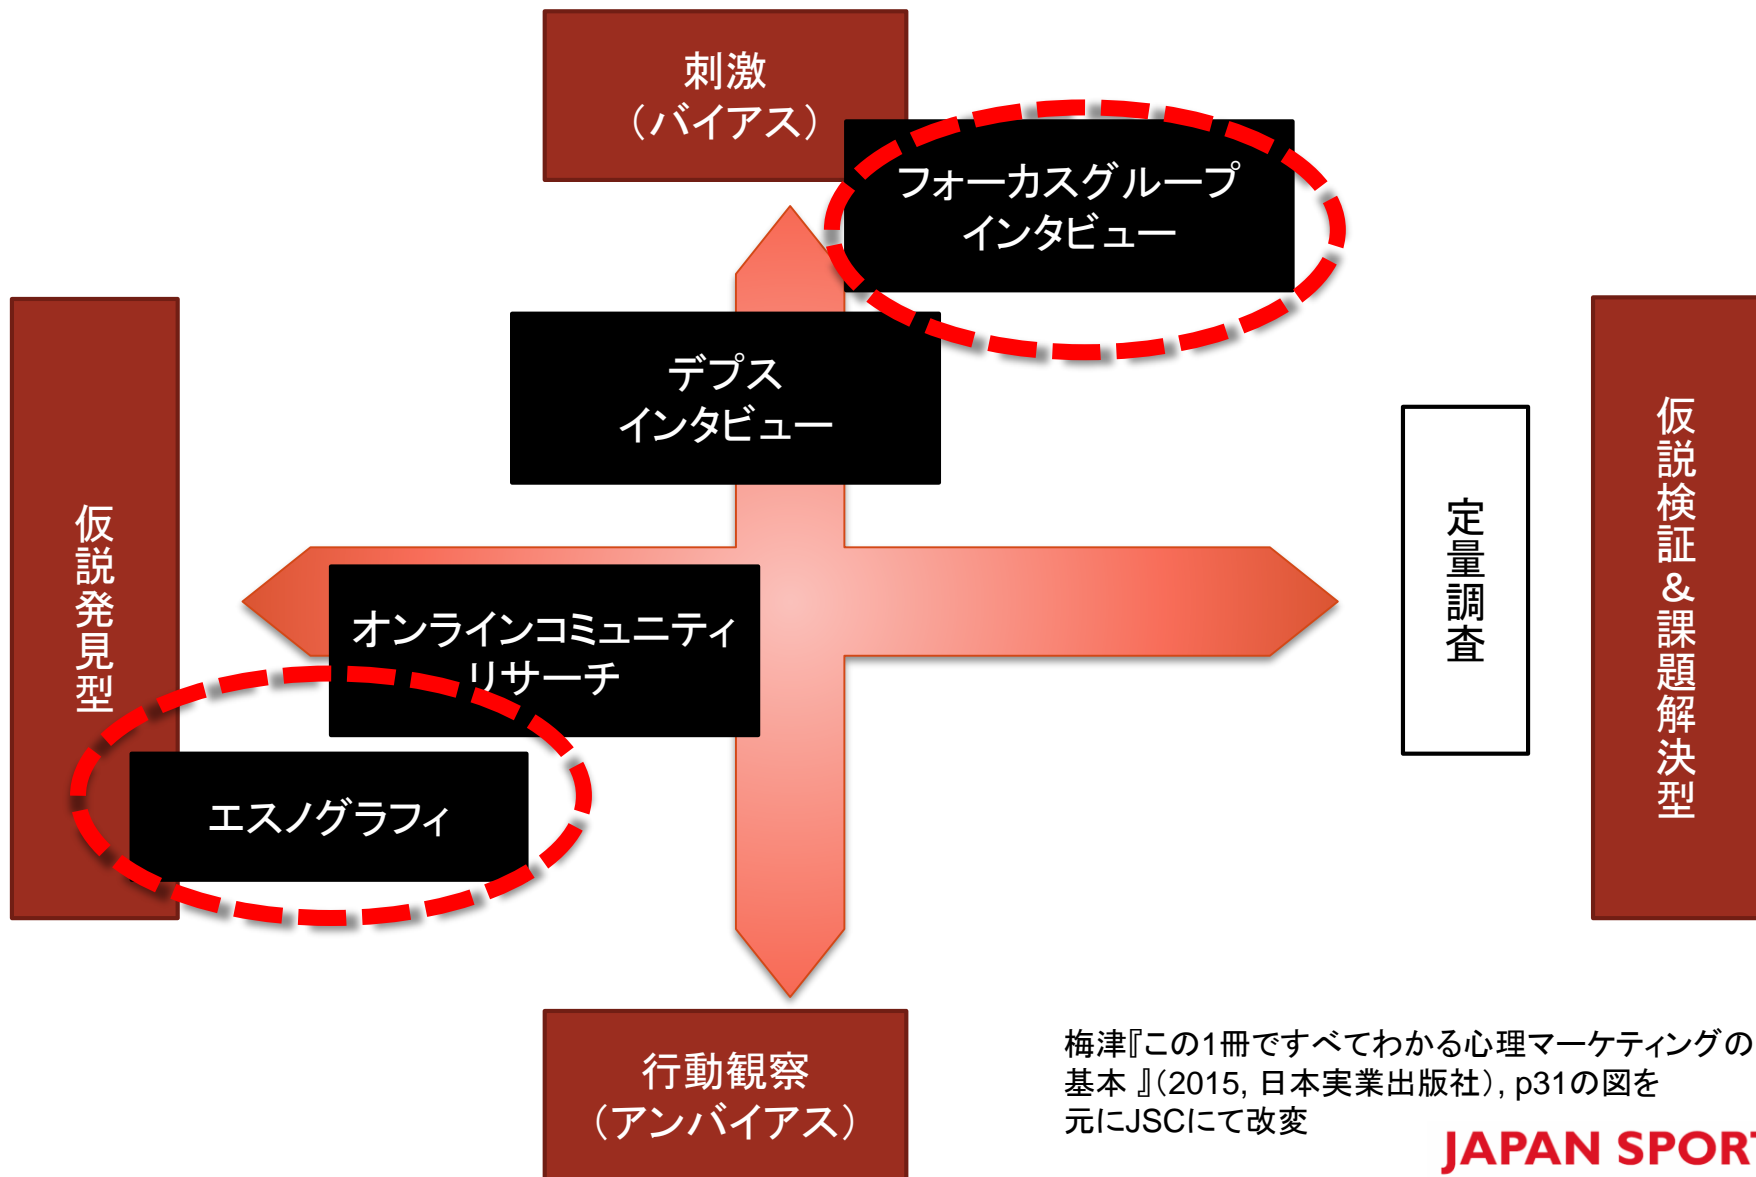 刺激
（バイアス）
フォーカスグループ
インタビュー
デプス
インタビュー
仮説発見型
オンラインコミュニティ
リサーチ
エスノグラフィ
定量調査
仮説検証＆課題解決型
行動観察
（アンバイアス）
梅津『この1冊ですべてわかる心理マーケティングの
基本 』（2015, 日本実業出版社）, p31の図を
元にJSCにて改変
JAPAN SPORT